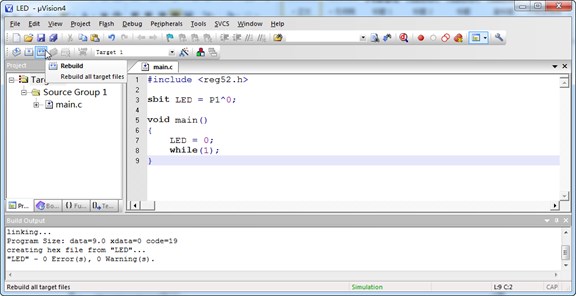 LED - µVision4
File Edit View Project Flash Debug Peripherals Tools SVCS Window Help
Target 1
Rebuild
Rebuild all target files
Project
Targ
Source Group 1
main.c
main.c
1 #include <reg52.h>
2
3 sbit LED = P1^0;
4
5 void main()
6 {
7 LED = 0;
8 while(1);
9 }
Pr... Bo... {} Fu... 0. Te...
Build Output
linking...
Program Size: data=9.0 xdata=0 code=19
creating hex file from "LED"...
"LED" - 0 Error(s), 0 Warning(s).
Rebuild all target files Simulation L:9 C:2 CAP